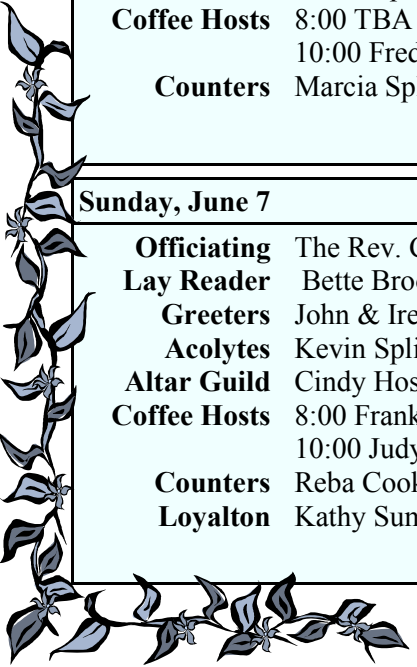 Coffee Hosts 8:00 TBA
10:00 Fred
Counters Marcia Spl
Sunday, June 7
Officiating The Rev.
Lay Reader Bette Broo
Greeters John & Ire
Acolytes Kevin Spli
Altar Guild Cindy Hos
Coffee Hosts 8:00 Frank
10:00 Judy
Counters Reba Cook
Loyalton Kathy Sum